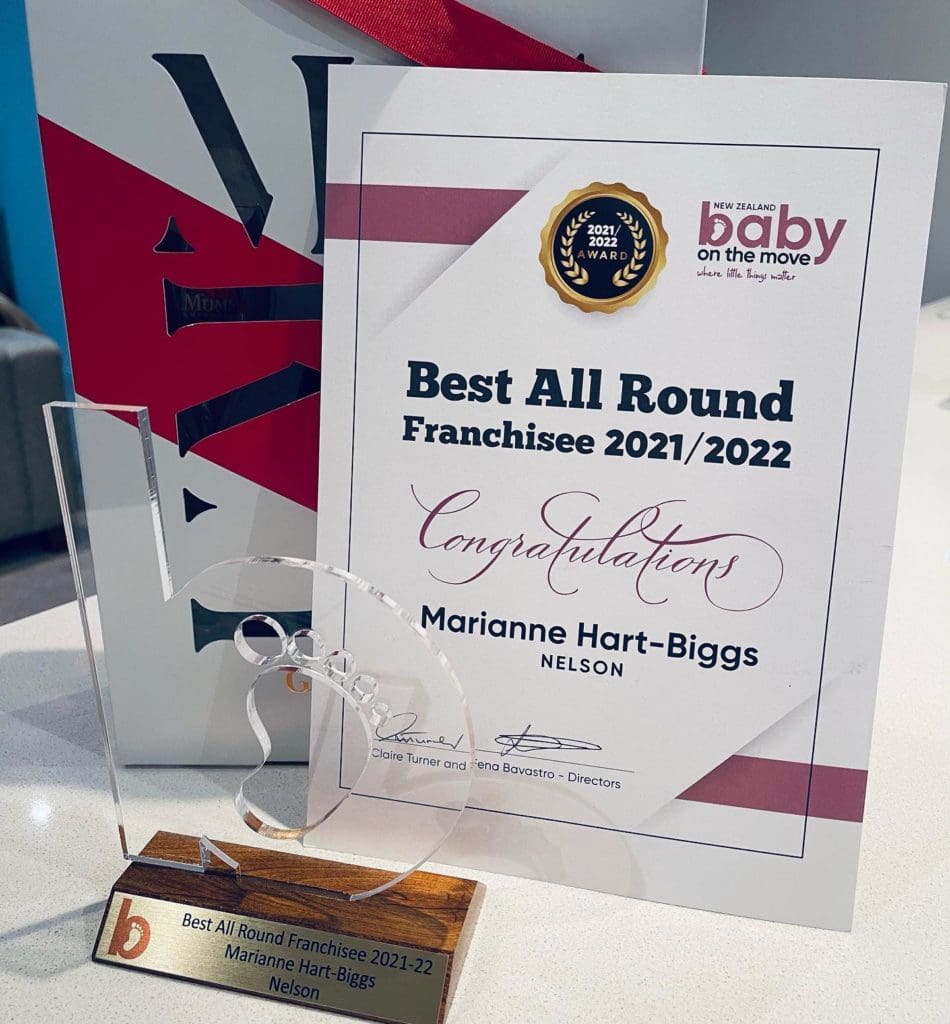 2021/
2022
AWARD
NEW ZEALAND
baby
on the move
where little things matter
Best All Round
Franchisee 2021/2022
Congratulations
Marianne Hart-Biggs
NELSON
Claire Turner and Bavastro - Directors
b
Best All Round Franchisee 2021-22
Marianne Hart-Biggs
Nelson